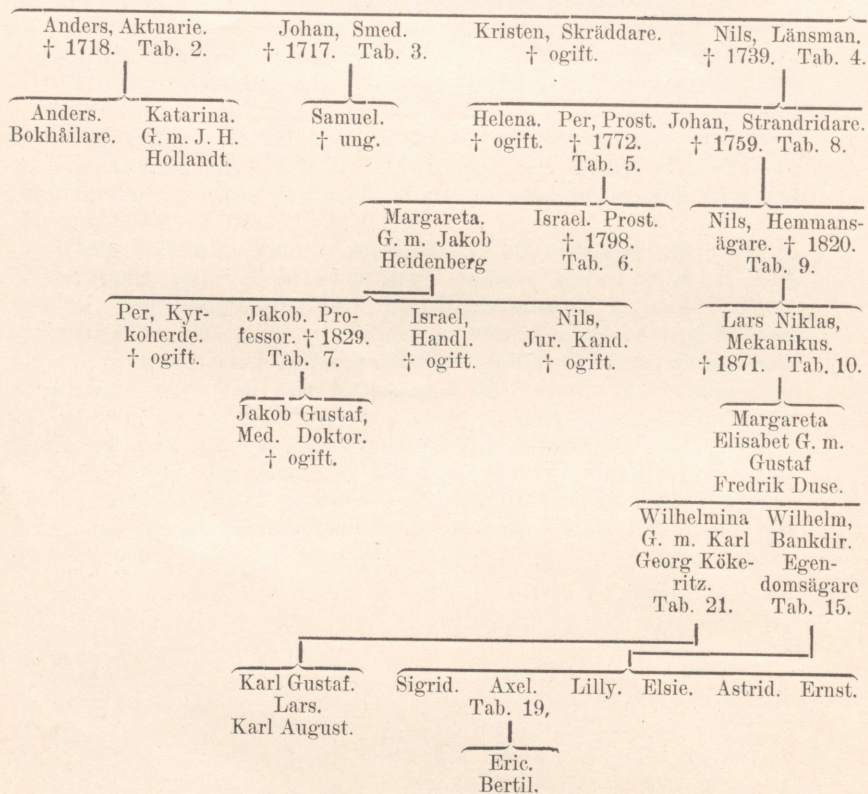 Anders, Aktuarie.
† 1718. Tab. 2.
Johan, Smed.
† 1717. Tab. 3.
Kristen, Skräddare.
† ogift.
Nils, Länsman.
† 1739. Tab. 4.
Anders.
Bokhåilare.
Katarina.
G. m. J. H.
Hollandt.
Samuel.
† ung.
Helena.
† ogift.
Per, Prost.
† 1772.
Tab. 5.
Johan, Strandridare.
† 1759. Tab. 8.
Margareta.
G. m. Jakob
Heidenberg
Israel. Prost.
† 1798.
Tab. 6.
Nils, Hemmans-
ägare. † 1820.
Tab. 9.
Per, Kyr-
koherde.
† ogift.
Jakob. Pro-
fessor. † 1829.
Tab. 7.
Israel,
Handl.
† ogift.
Nils,
Jur. Kand.
† ogift.
Lars Niklas,
Mekanikus.
† 1871. Tab. 10.
Jakob Gustaf,
Med. Doktor.
† ogift.
Margareta
Elisabet G. m.
Gustaf
Fredrik Duse.
Wilhelmina
G. m. Karl
Georg Köke-
ritz.
Tab. 21.
Wilhelm,
Bankdir.
Egen-
domsägare
Tab. 15.
Karl Gustaf.
Lars.
Karl August.
Sigrid.
Axel.
Tab. 19,
Lilly.
Elsie.
Astrid.
Ernst.
Eric.
Bertil.